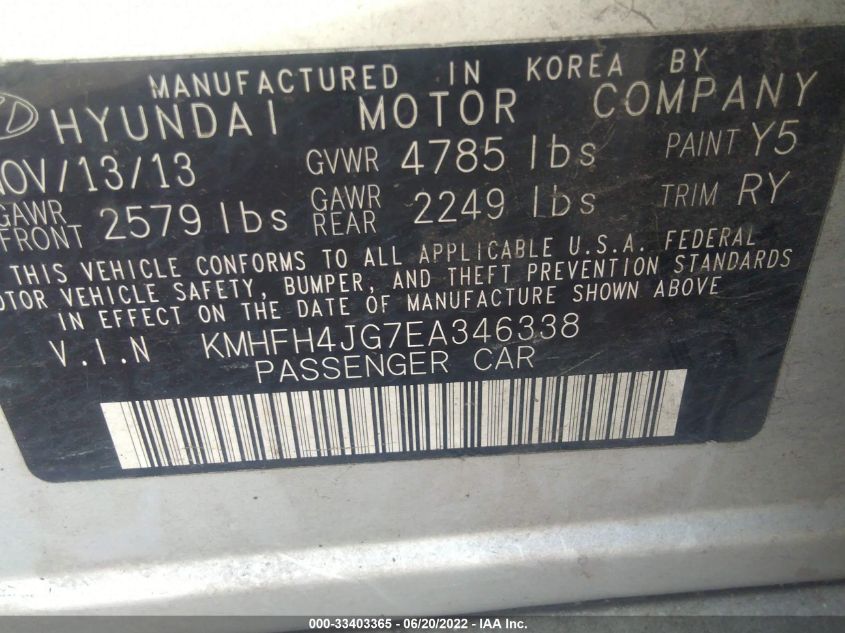 MANUFACTURED IN KOREA BY
HYUNDAI MOTOR COMPANY
NOV/13/13 GVWR 4785 lbs PAINT Y5
GAWR FRONT 2579 lbs GAWR REAR 2249 lbs TRIM RY
THIS VEHICLE CONFORMS TO ALL APPLICABLE U.S.A. FEDERAL
MOTOR VEHICLE SAFETY, BUMPER, AND THEFT PREVENTION STANDARDS
IN EFFECT ON THE DATE OF MANUFACTURE SHOWN ABOVE
V.I.N KMHFH4JG7EA346338
PASSENGER CAR
000-33403365 - 06/20/2022 - IAA Inc.